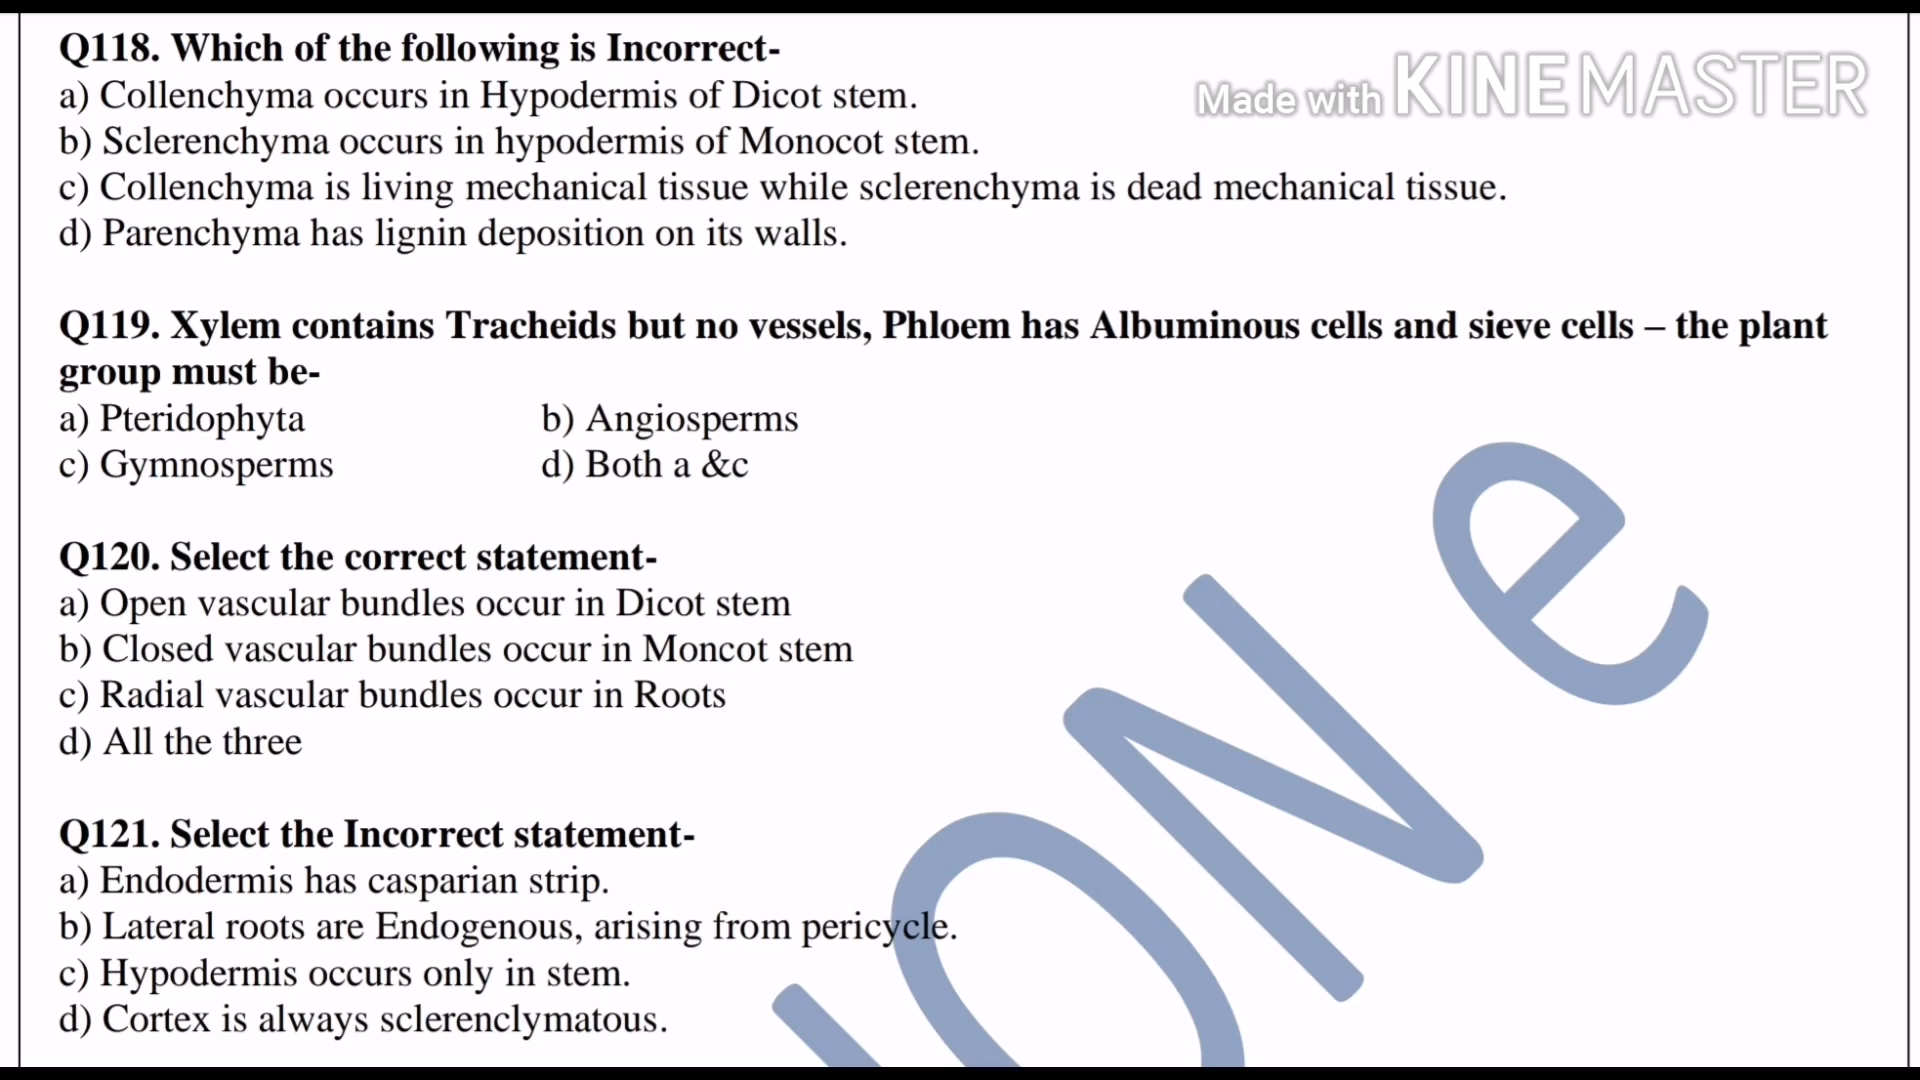 Q118. Which of the following is Incorrect-
Made with KINEMASTER
a) Collenchyma occurs in Hypodermis of Dicot stem.
b) Sclerenchyma occurs in hypodermis of Monocot stem.
c) Collenchyma is living mechanical tissue while sclerenchyma is dead mechanical tissue.
d) Parenchyma has lignin deposition on its walls.
Q119. Xylem contains Tracheids but no vessels, Phloem has Albuminous cells and sieve cells – the plant
group must be-
a) Pteridophyta b) Angiosperms
c) Gymnosperms d) Both a &c
Q120. Select the correct statement-
a) Open vascular bundles occur in Dicot stem
b) Closed vascular bundles occur in Moncot stem
c) Radial vascular bundles occur in Roots
d) All the three
Q121. Select the Incorrect statement-
a) Endodermis has casparian strip.
b) Lateral roots are Endogenous, arising from pericycle.
c) Hypodermis occurs only in stem.
d) Cortex is always sclerenclymatous.